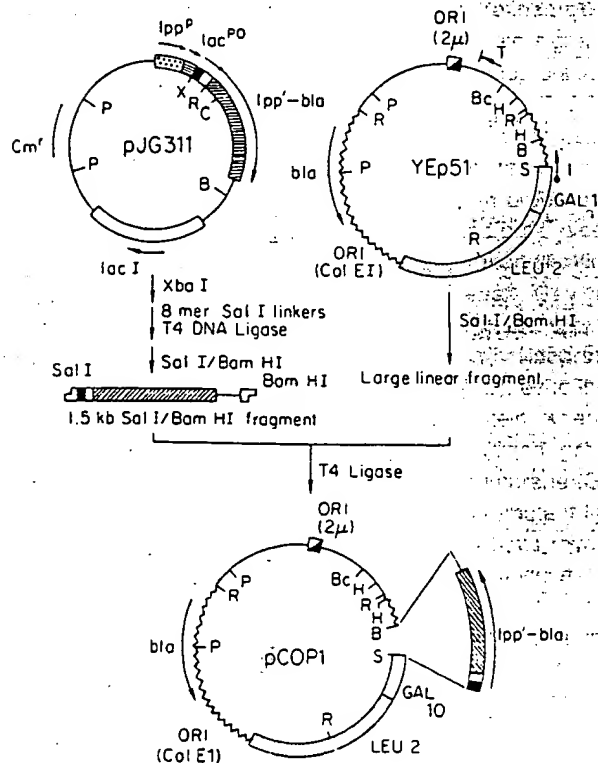 lpp^P
lac^PO
X
R
C
lpp'-bla
P
Cm^r
pJG311
P
B
lac I
ORI
(2μ)
T
Bc
H
R
H
B
S
P
R
bla
P
YEp51
1
GAL 1
R
LEU 2
ORI
(Col EI)
Xba I
8 mer Sal I linkers
T4 DNA Ligase
Sal I/Bam HI
Sal I
Bam HI
1.5 kb Sal I/Bam HI fragment
Sal I/Bam HI
Large linear fragment
T4 Ligase
ORI
(2μ)
P
R
Bc
H
R
H
B
S
bla
P
pCOP1
lpp'-bla
GAL
10
R
LEU 2
ORI
(Col E1)